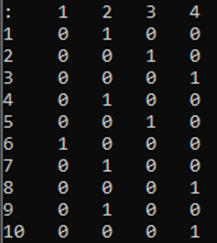 : 1 2 3 4
1 0 1 0 0
2 0 0 1 0
3 0 0 0 1
4 0 1 0 0
5 0 0 1 0
6 1 0 0 0
7 0 1 0 0
8 0 0 0 1
9 0 1 0 0
10 0 0 0 1